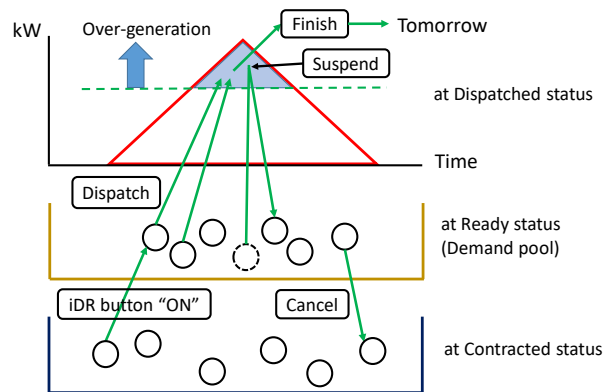 kW
Over-generation
Finish
Tomorrow
Suspend
at Dispatched status
Time
Dispatch
at Ready status
(Demand pool)
iDR button “ON”
Cancel
at Contracted status